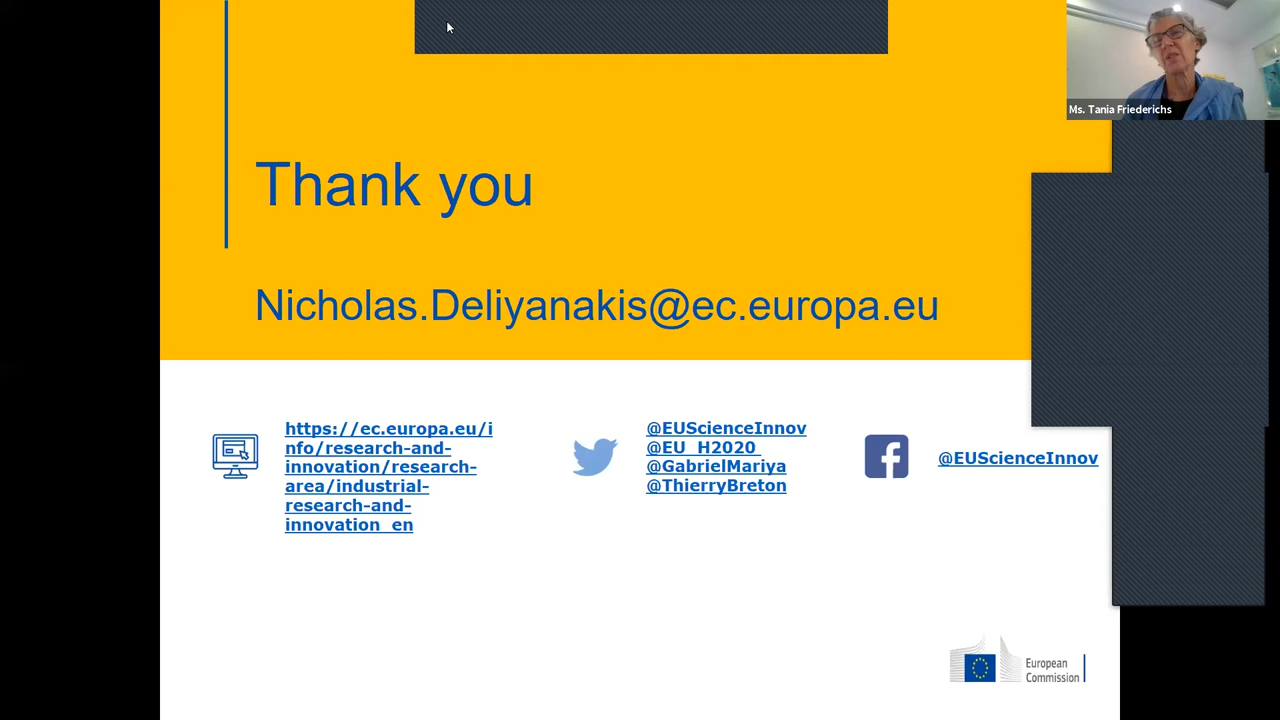 Ms. Tania Friederichs
Thank you
Nicholas.Deliyanakis@ec.europa.eu
https://ec.europa.eu/i
nfo/research-and-
innovation/research-
area/industrial-
research-and-
innovation_en
@EUScienceInnov
@EU_H2020
@GabrielMariya
@ThierryBreton
@EUScienceInnov
European
Commission